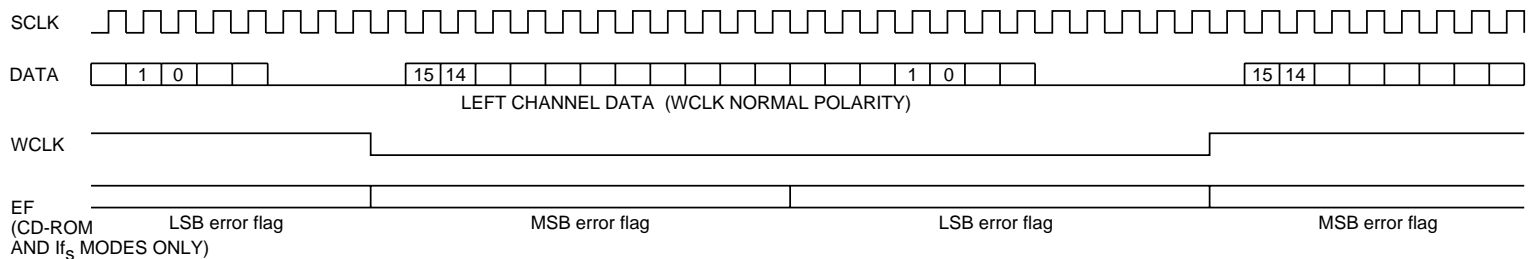 SCLK
DATA 1 0 15 14 1 0 15 14
LEFT CHANNEL DATA (WCLK NORMAL POLARITY)
WCLK
EF
(CD-ROM
AND Ifs MODES ONLY)
LSB error flag MSB error flag LSB error flag MSB error flag